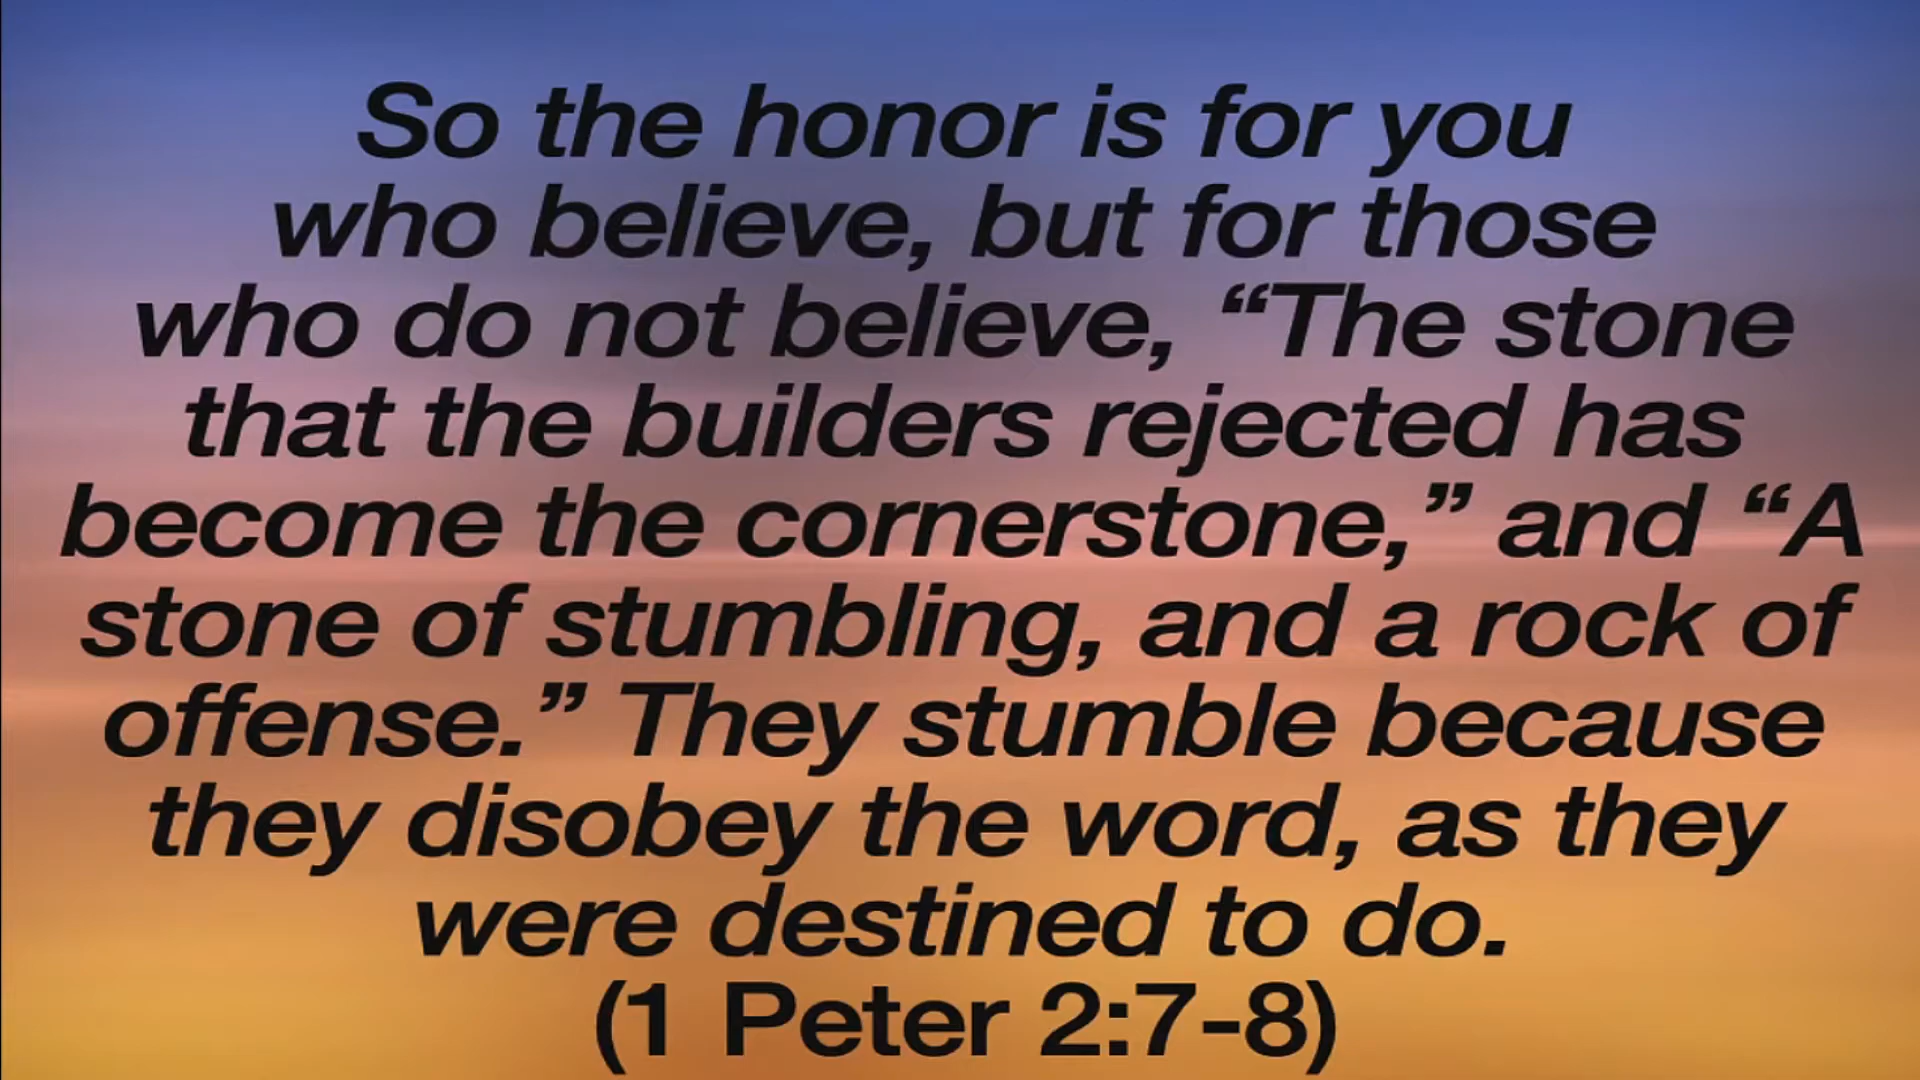 So the honor is for you
who believe, but for those
who do not believe, “The stone
that the builders rejected has
become the cornerstone,” and “A
stone of stumbling, and a rock of
offense.” They stumble because
they disobey the word, as they
were destined to do.
(1 Peter 2:7-8)